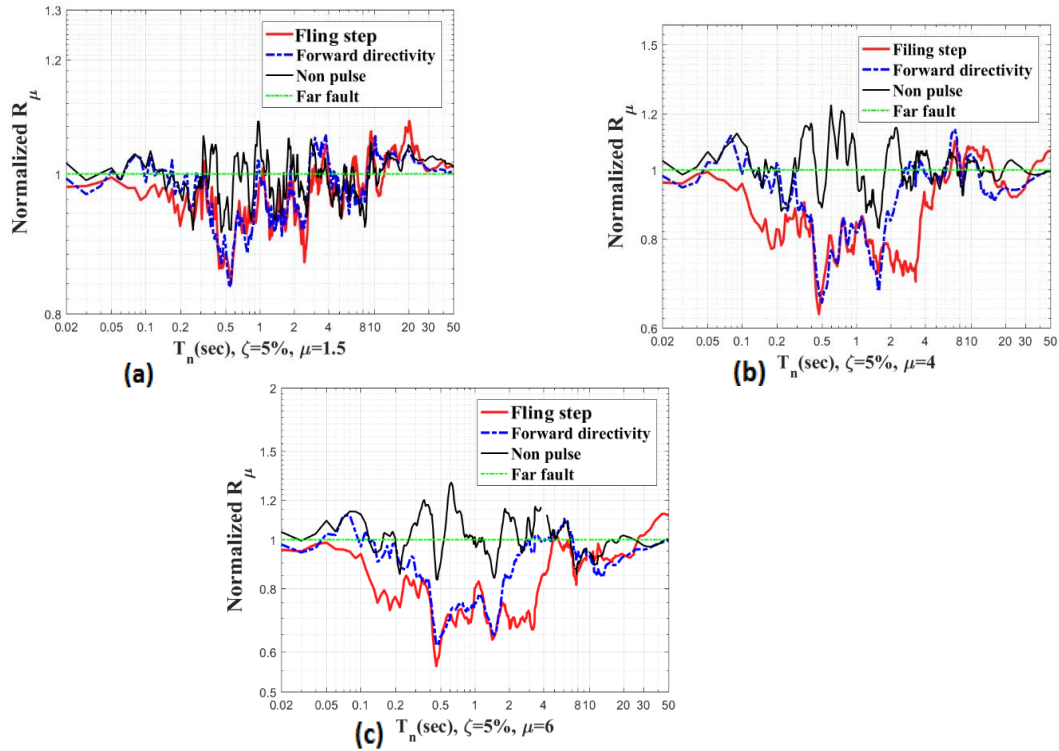 1.3
1.2
1
0.8
Normalized R_μ
Fling step
Forward directivity
Non pulse
Far fault
0.02 0.05 0.1 0.2 0.5 1 2 4 8 10 20 30 50
T_n(sec), ζ=5%, μ=1.5
(a)
1.5
1.2
1
0.8
0.6
Normalized R_μ
Filing step
Forward directivity
Non pulse
Far fault
0.02 0.05 0.1 0.2 0.5 1 2 4 8 10 20 30 50
T_n(sec), ζ=5%, μ=4
(b)
2
1.5
1.2
1
0.8
0.6
0.5
Normalized R_μ
Fling step
Forward directivity
Non pulse
Far fault
0.02 0.05 0.1 0.2 0.5 1 2 4 8 10 20 30 50
T_n(sec), ζ=5%, μ=6
(c)